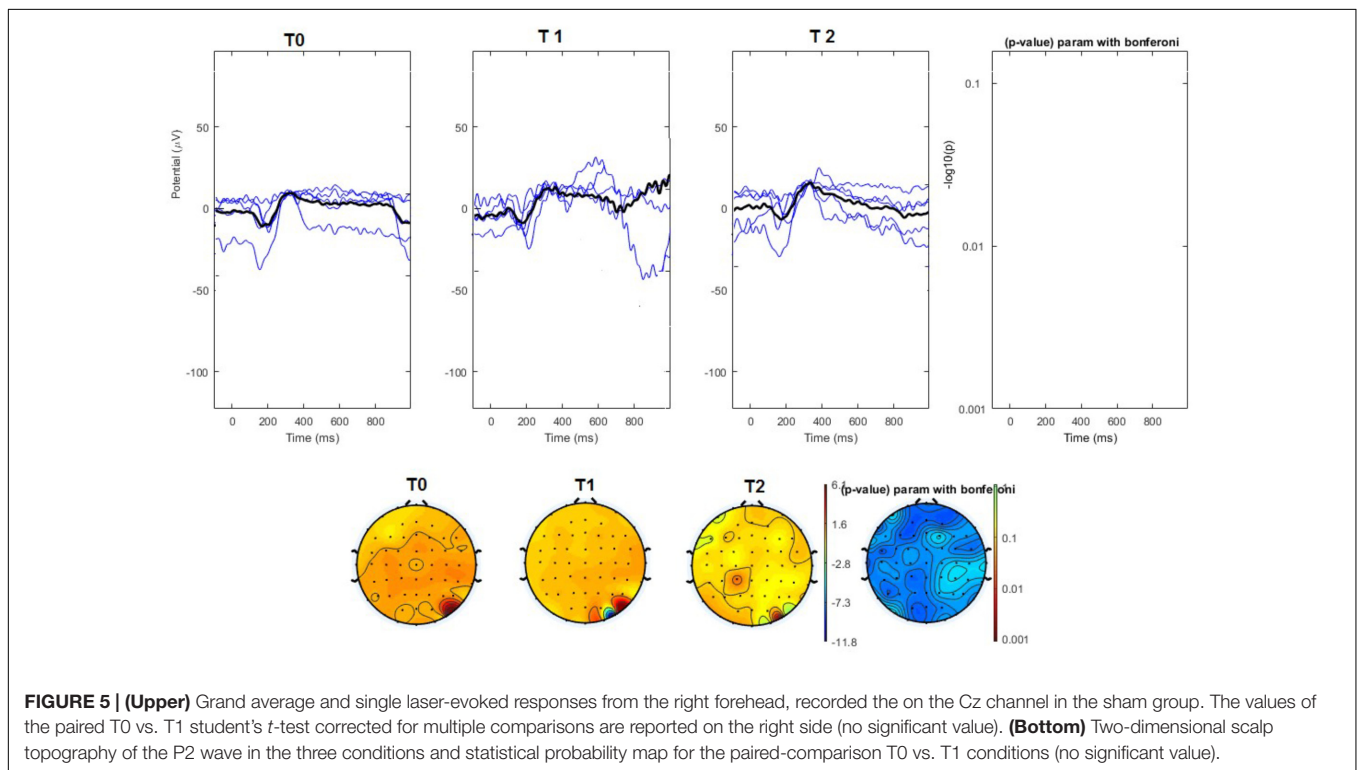 T0
T 1
T 2
(p-value) param with bonferoni
Potential (μV)
50
0
-50
-100
0 200 400 600 800
Time (ms)
50
0
-50
-100
0 200 400 600 800
Time (ms)
50
0
-50
-100
0 200 400 600 800
Time (ms)
-log10(p)
0.1
0.01
0.001
0 200 400 600 800
Time (ms)
T0
T1
T2
6.1
1.6
-2.8
-7.3
-11.8
(p-value) param with bonferoni
0.1
0.01
0.001
FIGURE 5 | (Upper) Grand average and single laser-evoked responses from the right forehead, recorded the on the Cz channel in the sham group. The values of
the paired T0 vs. T1 student's t-test corrected for multiple comparisons are reported on the right side (no significant value). (Bottom) Two-dimensional scalp
topography of the P2 wave in the three conditions and statistical probability map for the paired-comparison T0 vs. T1 conditions (no significant value).